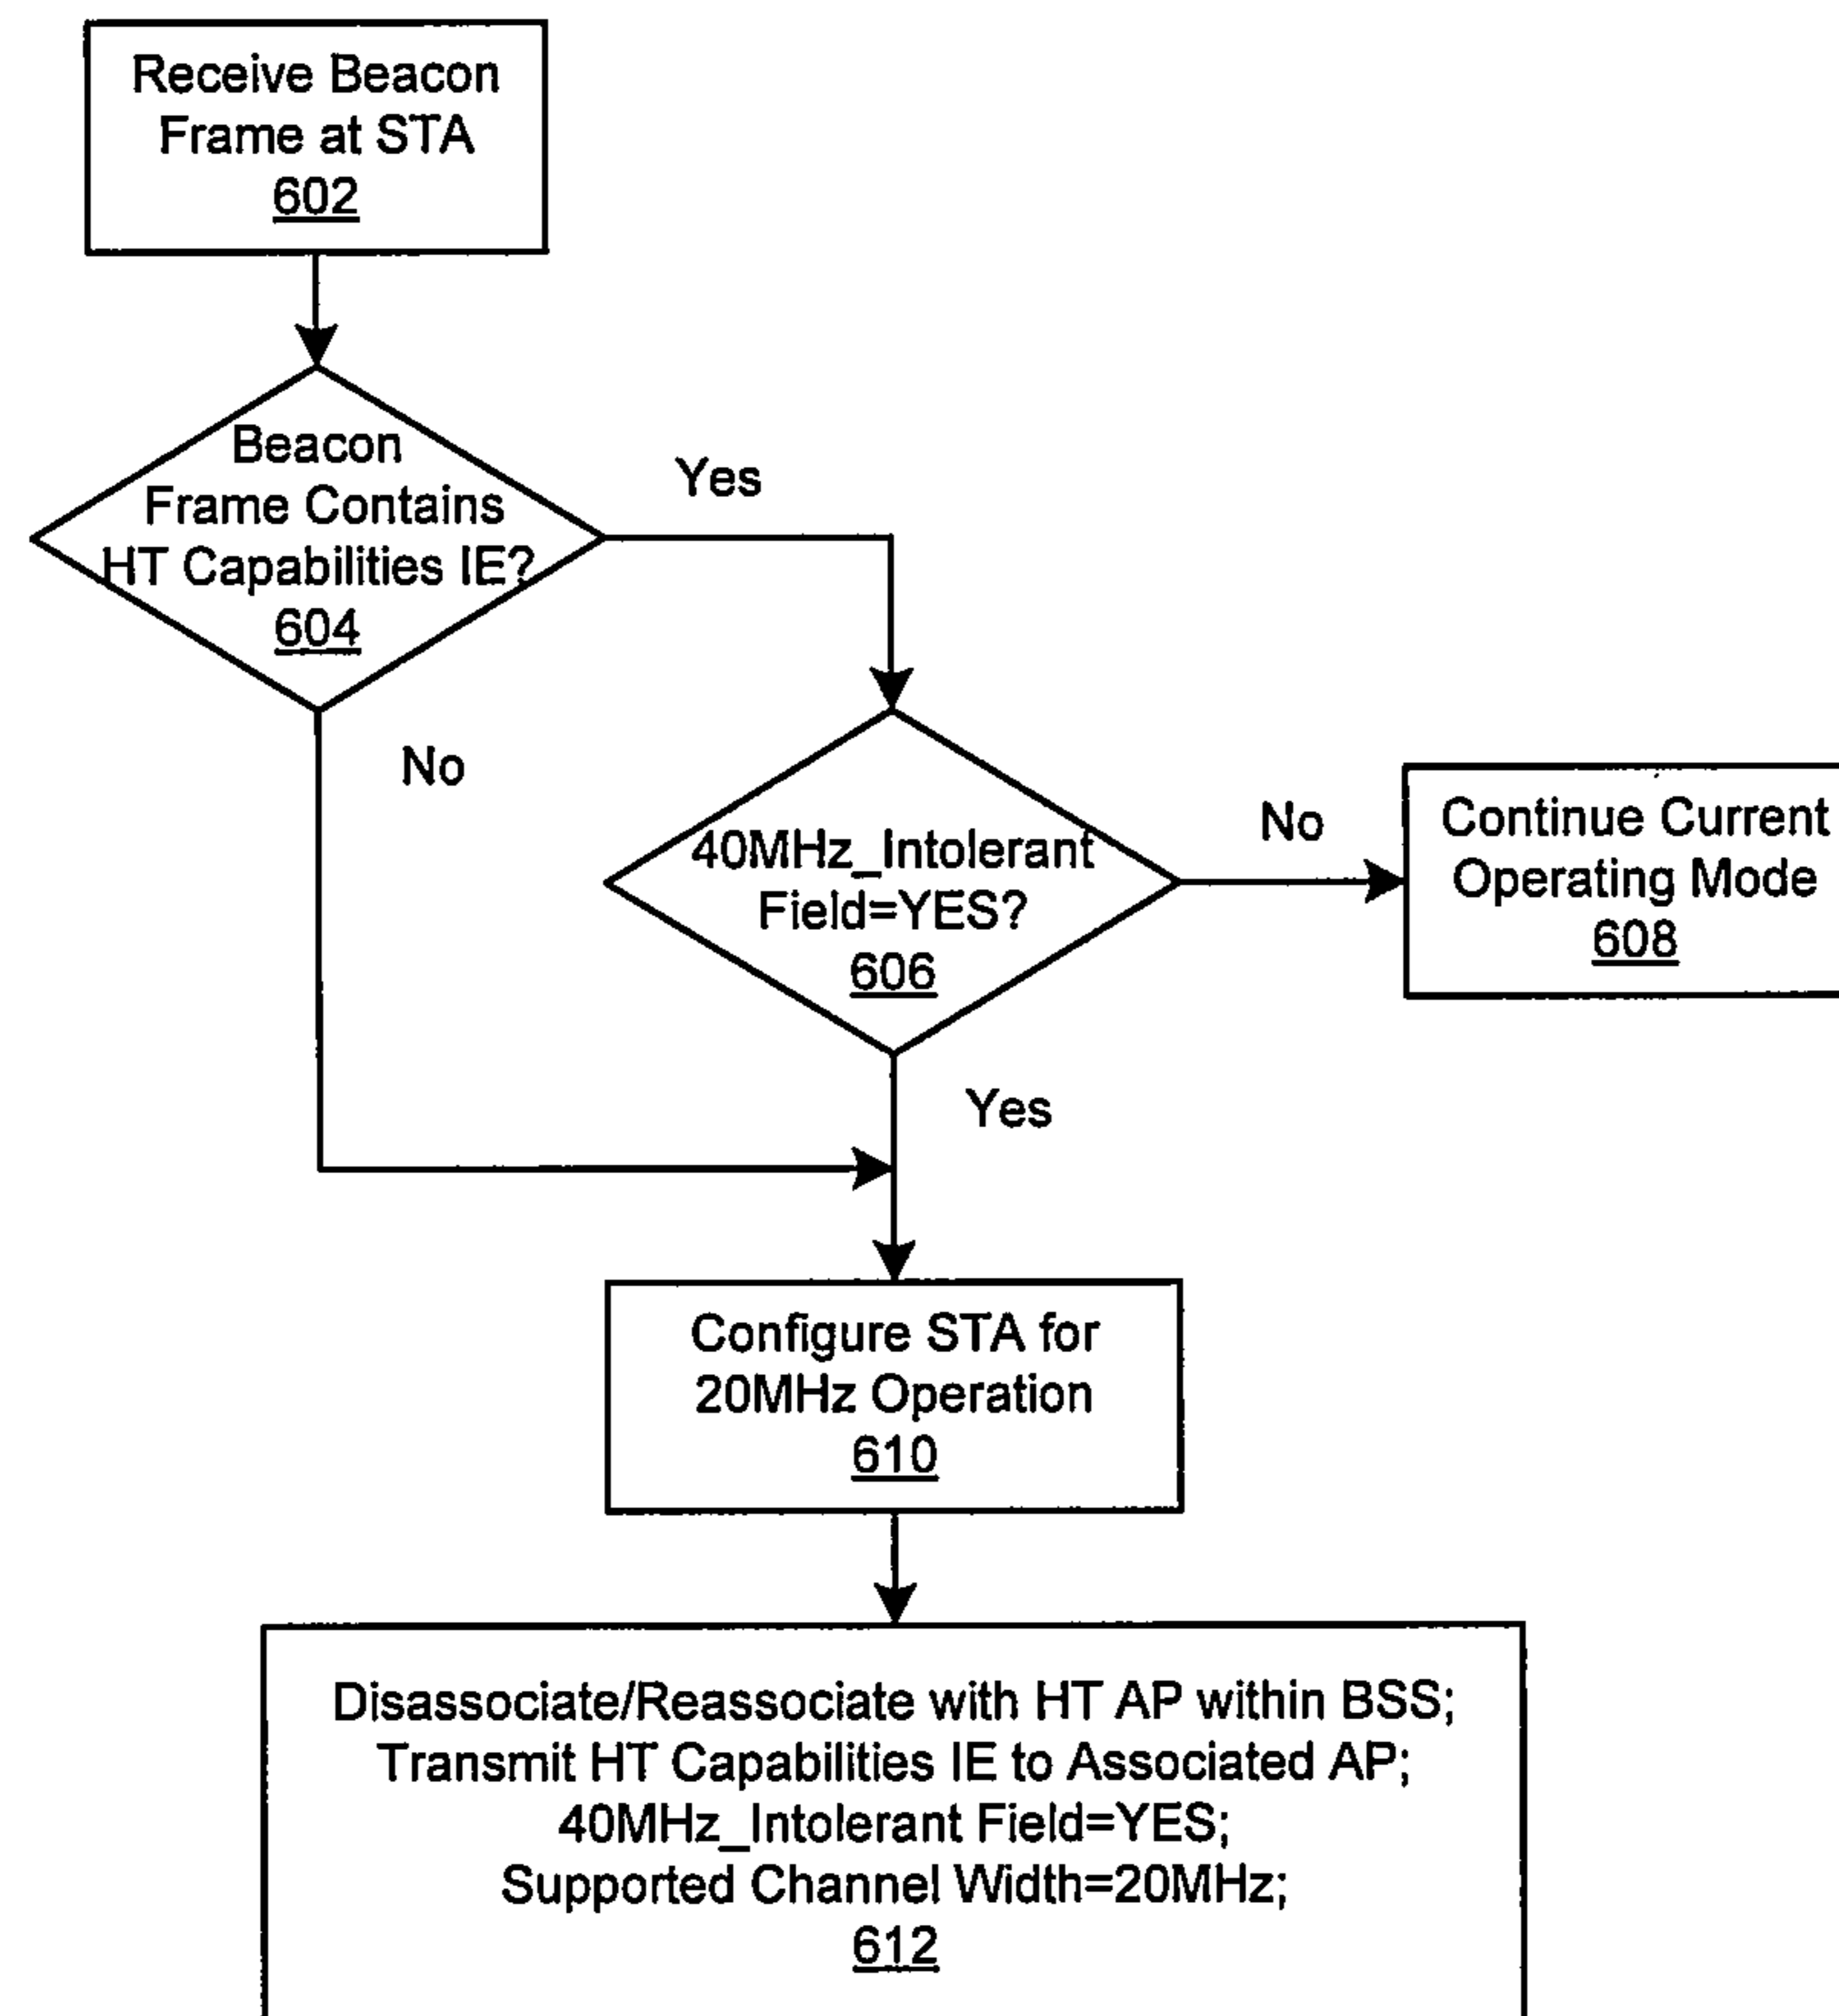 Receive Beacon
Frame at STA
602
Beacon
Frame Contains
HT Capabilities IE?
604
Yes
No
40MHz_Intolerant
Field=YES?
606
No
Continue Current
Operating Mode
608
Yes
Configure STA for
20MHz Operation
610
Disassociate/Reassociate with HT AP within BSS;
Transmit HT Capabilities IE to Associated AP;
40MHz_Intolerant Field=YES;
Supported Channel Width=20MHz;
612